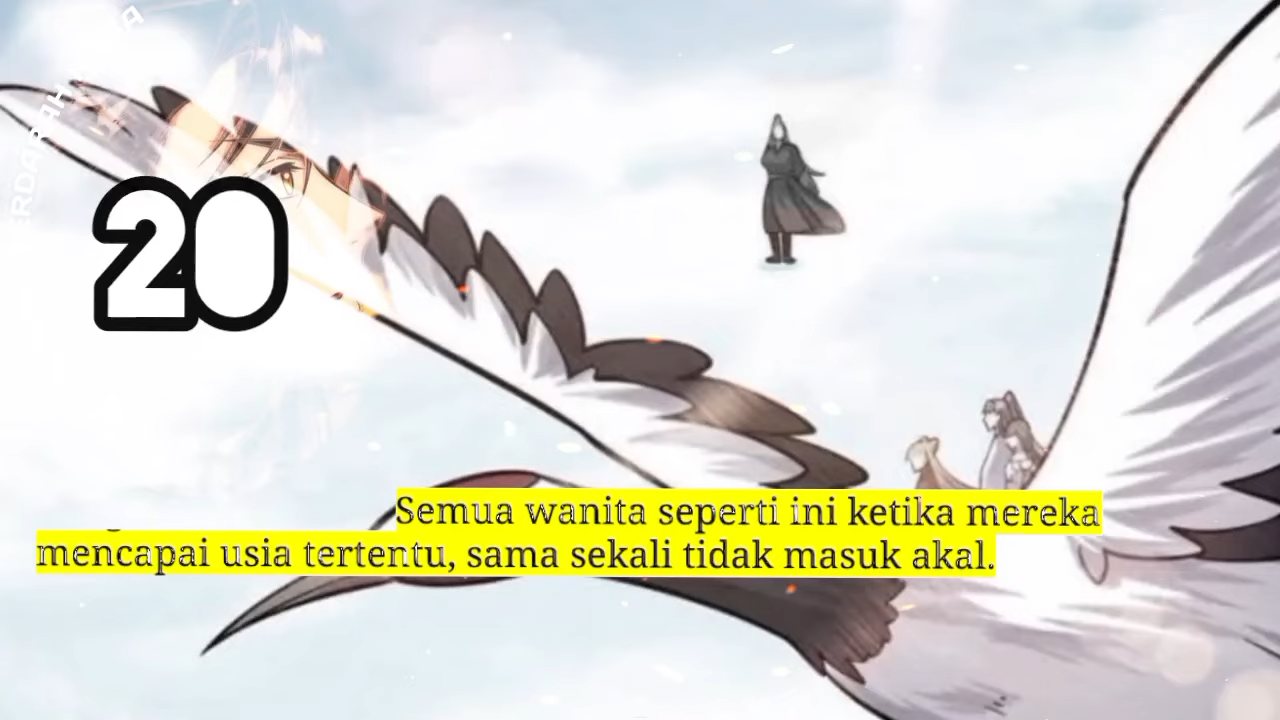 20
Semua wanita seperti ini ketika mereka
mencapai usia tertentu, sama sekali tidak masuk akal.